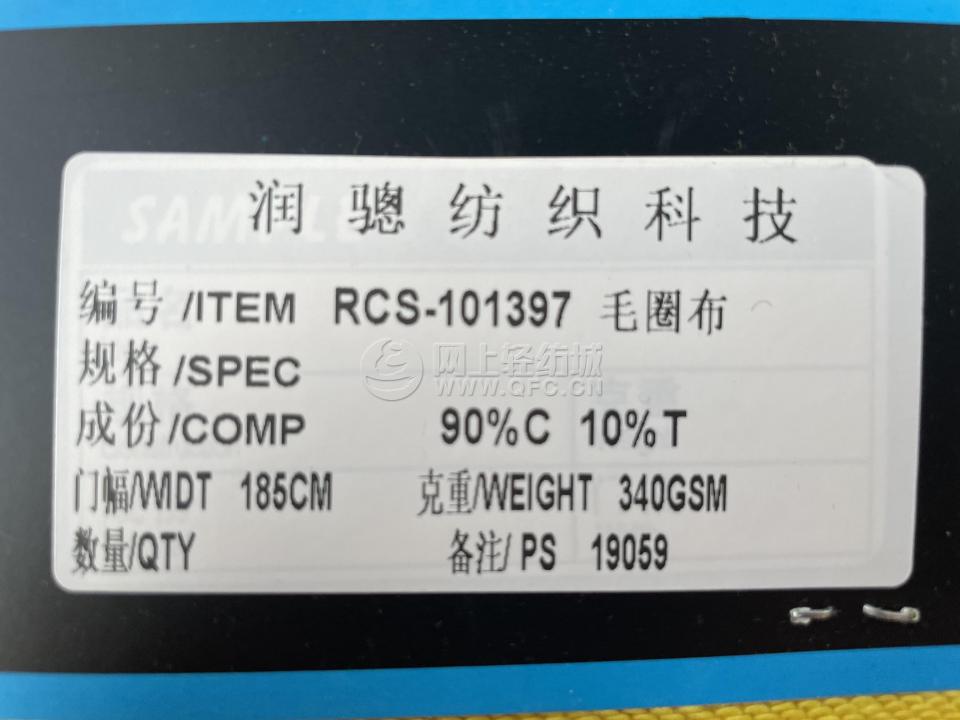 SAMPLE
润骢纺织科技
编号/ITEM RCS-101397 毛圈布
规格/SPEC
网上轻纺城
WWW.QFC.CN
成份/COMP 90%C 10%T
门幅/WIDT 185CM 克重/WEIGHT 340GSM
数量/QTY 备注/ PS 19059